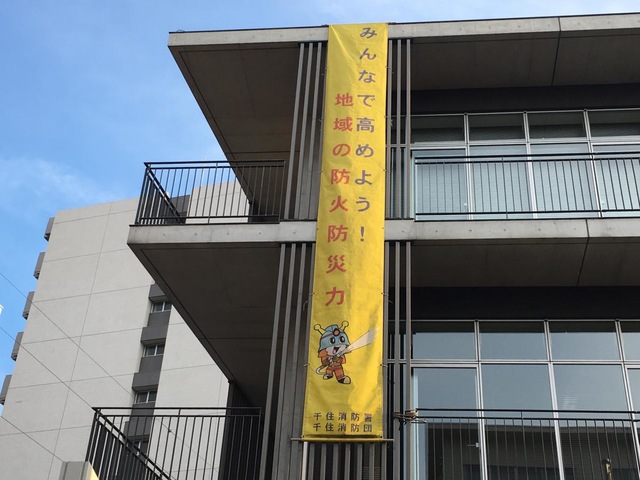 みんなで高めよう！
地域の防火防災力
千住消防署
千住消防団